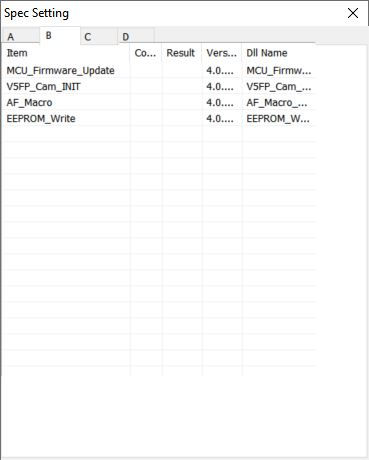 Spec Setting
A B C D
Item Co... Result Vers... Dll Name
MCU_Firmware_Update 4.0.... MCU_Firmw...
V5FP_Cam_INIT 4.0.... V5FP_Cam_...
AF_Macro 4.0.... AF_Macro_...
EEPROM_Write 4.0.... EEPROM_W...